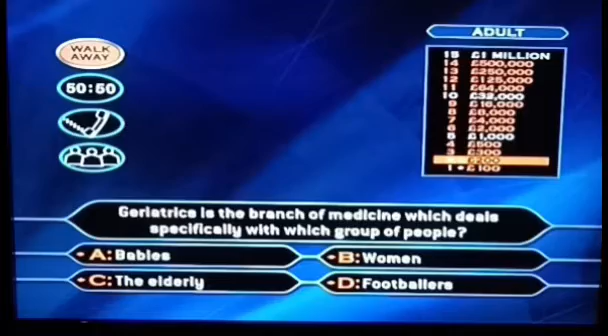 WALK
AWAY
50:50
ADULT
15 £1 MILLION
14 £500,000
13 £250,000
12 £125,000
11 £64,000
10 £32,000
9 £16,000
8 £8,000
7 £4,000
6 £2,000
5 £1,000
4 £500
3 £300
£200
1 £100
Geriatrics is the branch of medicine which deals
specifically with which group of people?
A: Babies
B: Women
C: The elderly
D: Footballers